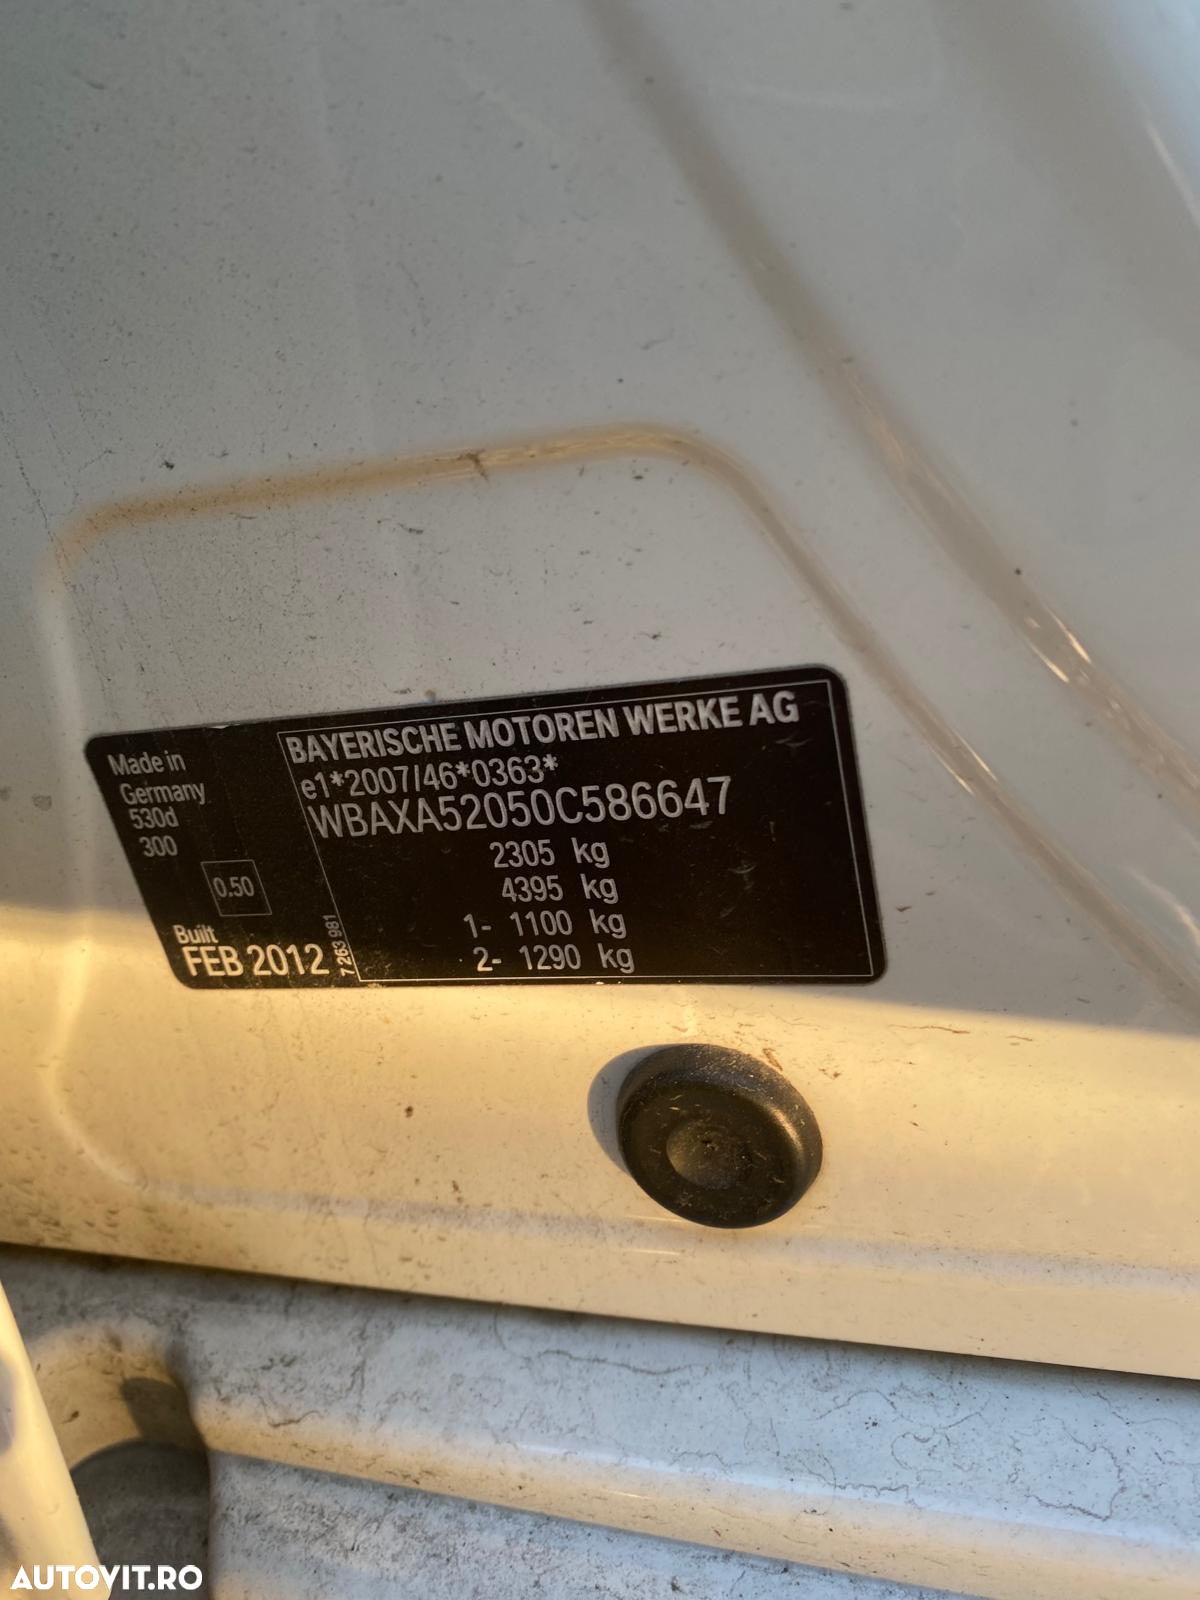 Made in
Germany
530d
300
0.50
Built
FEB 2012
7 263 981
BAYERISCHE MOTOREN WERKE AG
e1*2007/46*0363*
WBAXA52050C586647
2305 kg
4395 kg
1- 1100 kg
2- 1290 kg
AUTOVIT.RO